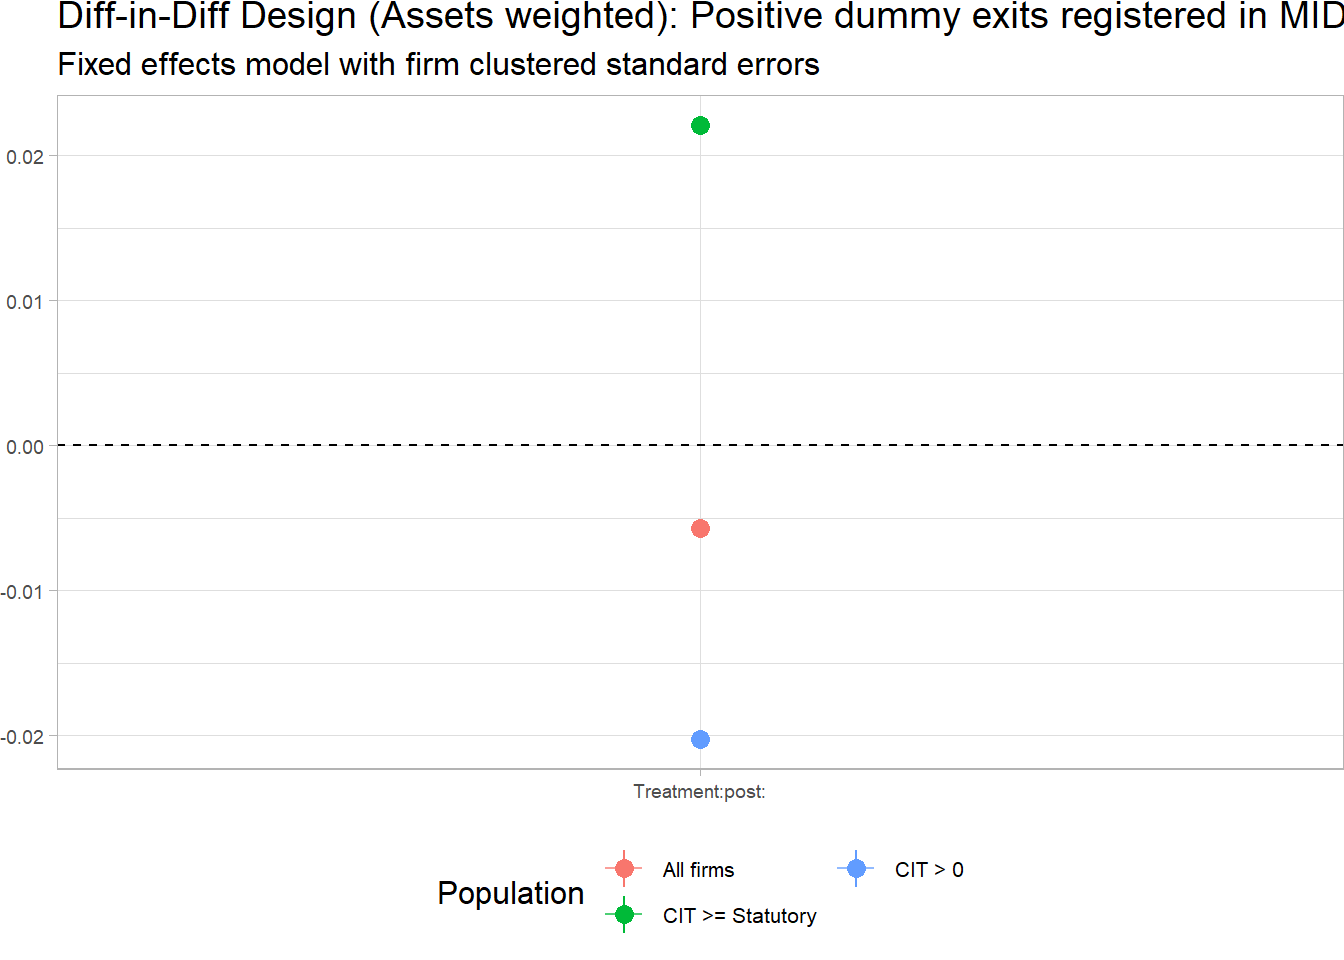 Diff-in-Diff Design (Assets weighted): Positive dummy exits registered in MID
Fixed effects model with firm clustered standard errors
0.02
0.01
0.00
-0.01
-0.02
Treatment:post:
Population
All firms
CIT > 0
CIT >= Statutory